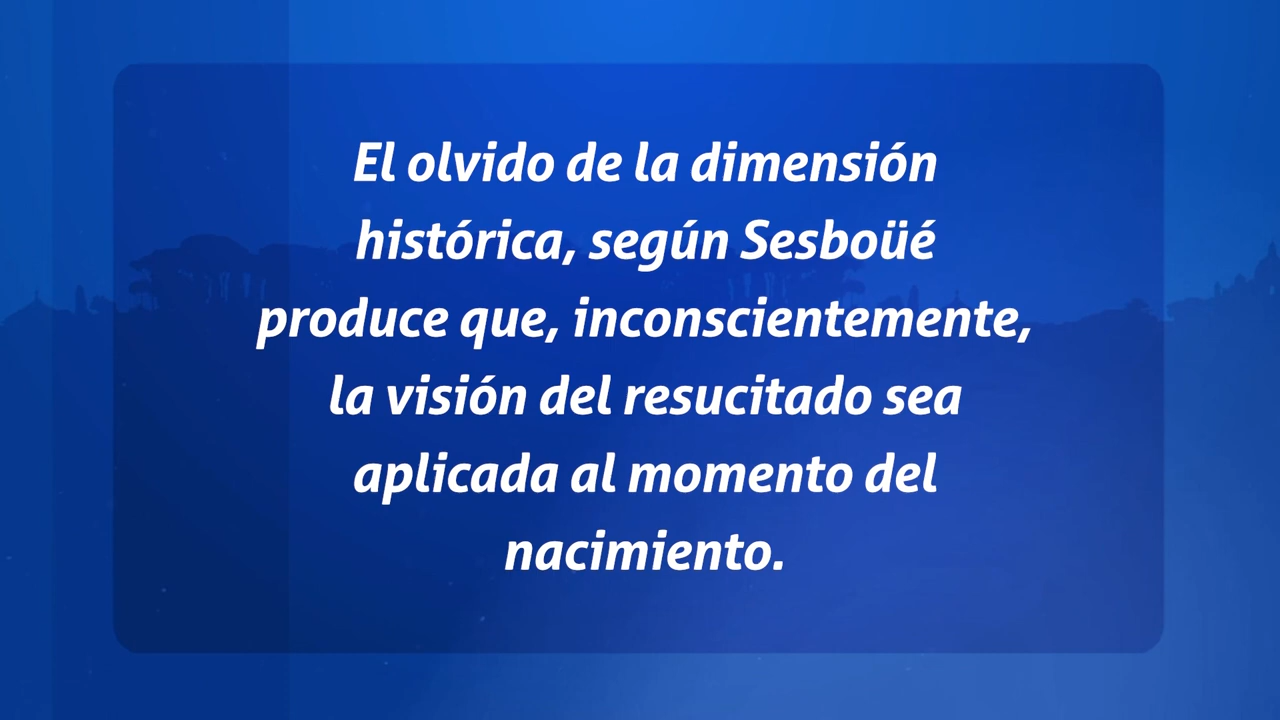 El olvido de la dimensión
histórica, según Sesboüé
produce que, inconscientemente,
la visión del resucitado sea
aplicada al momento del
nacimiento.